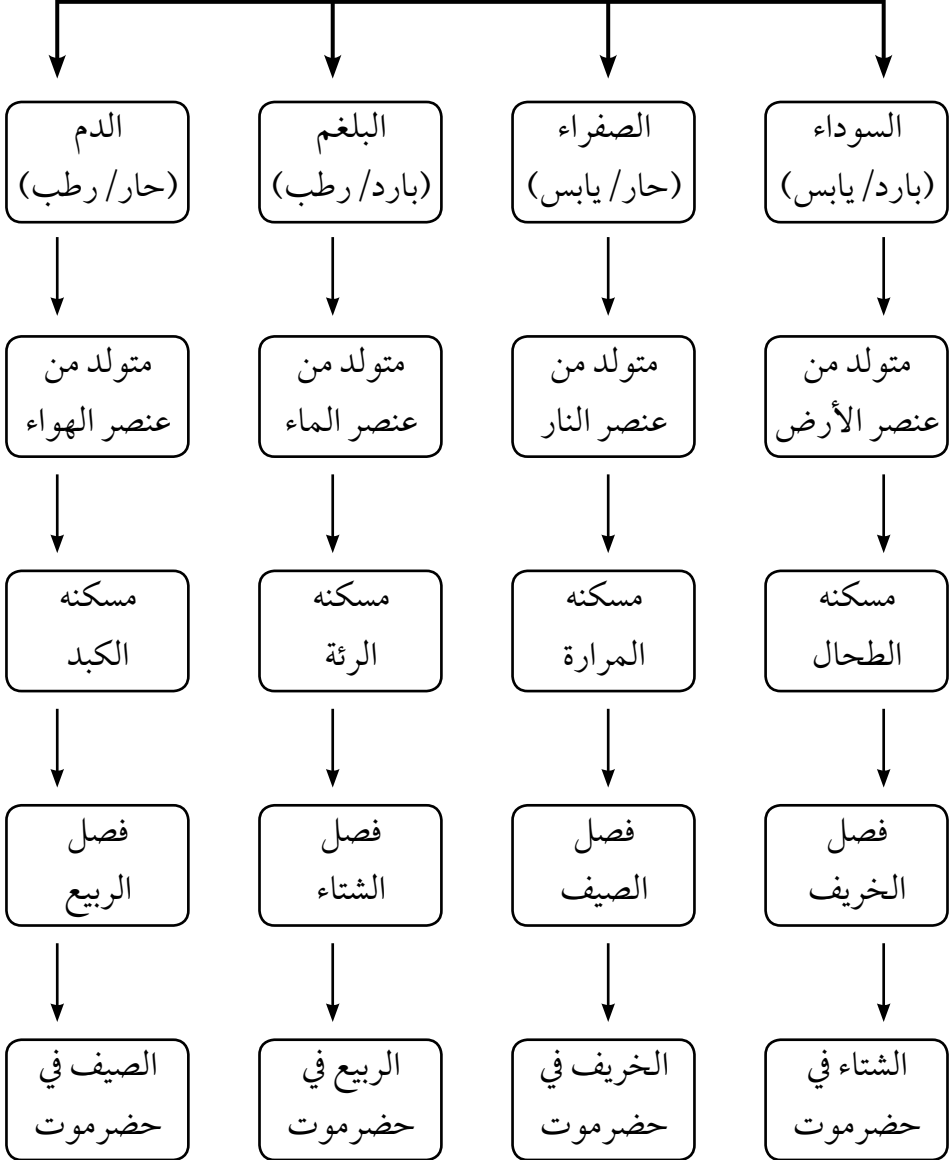 السوداء
(بارد/ يابس)
الصفراء
(حار/ يابس)
البلغم
(بارد/ رطب)
الدم
(حار/ رطب)
متولد من
عنصر الأرض
متولد من
عنصر النار
متولد من
عنصر الماء
متولد من
عنصر الهواء
مسكنه
الطحال
مسكنه
المرارة
مسكنه
الرئة
مسكنه
الكبد
فصل
الخريف
فصل
الصيف
فصل
الشتاء
فصل
الربيع
الشتاء في
حضرموت
الخريف في
حضرموت
الربيع في
حضرموت
الصيف في
حضرموت